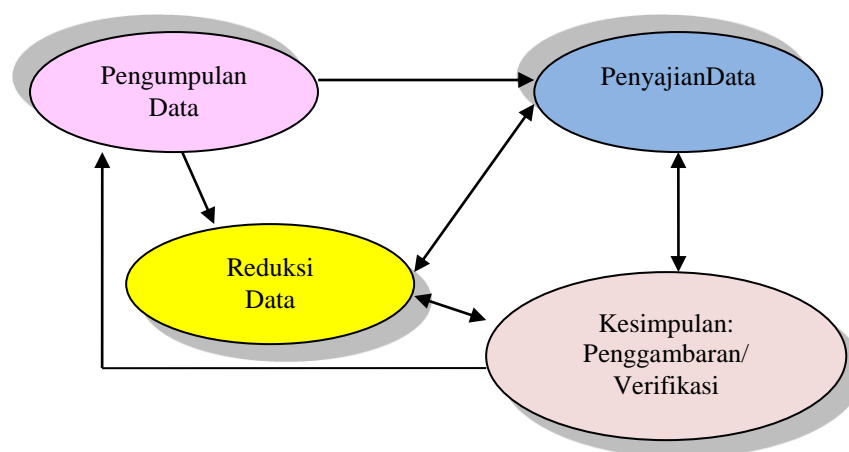 Pengumpulan
Data
PenyajianData
Reduksi
Data
Kesimpulan:
Penggambaran/
Verifikasi